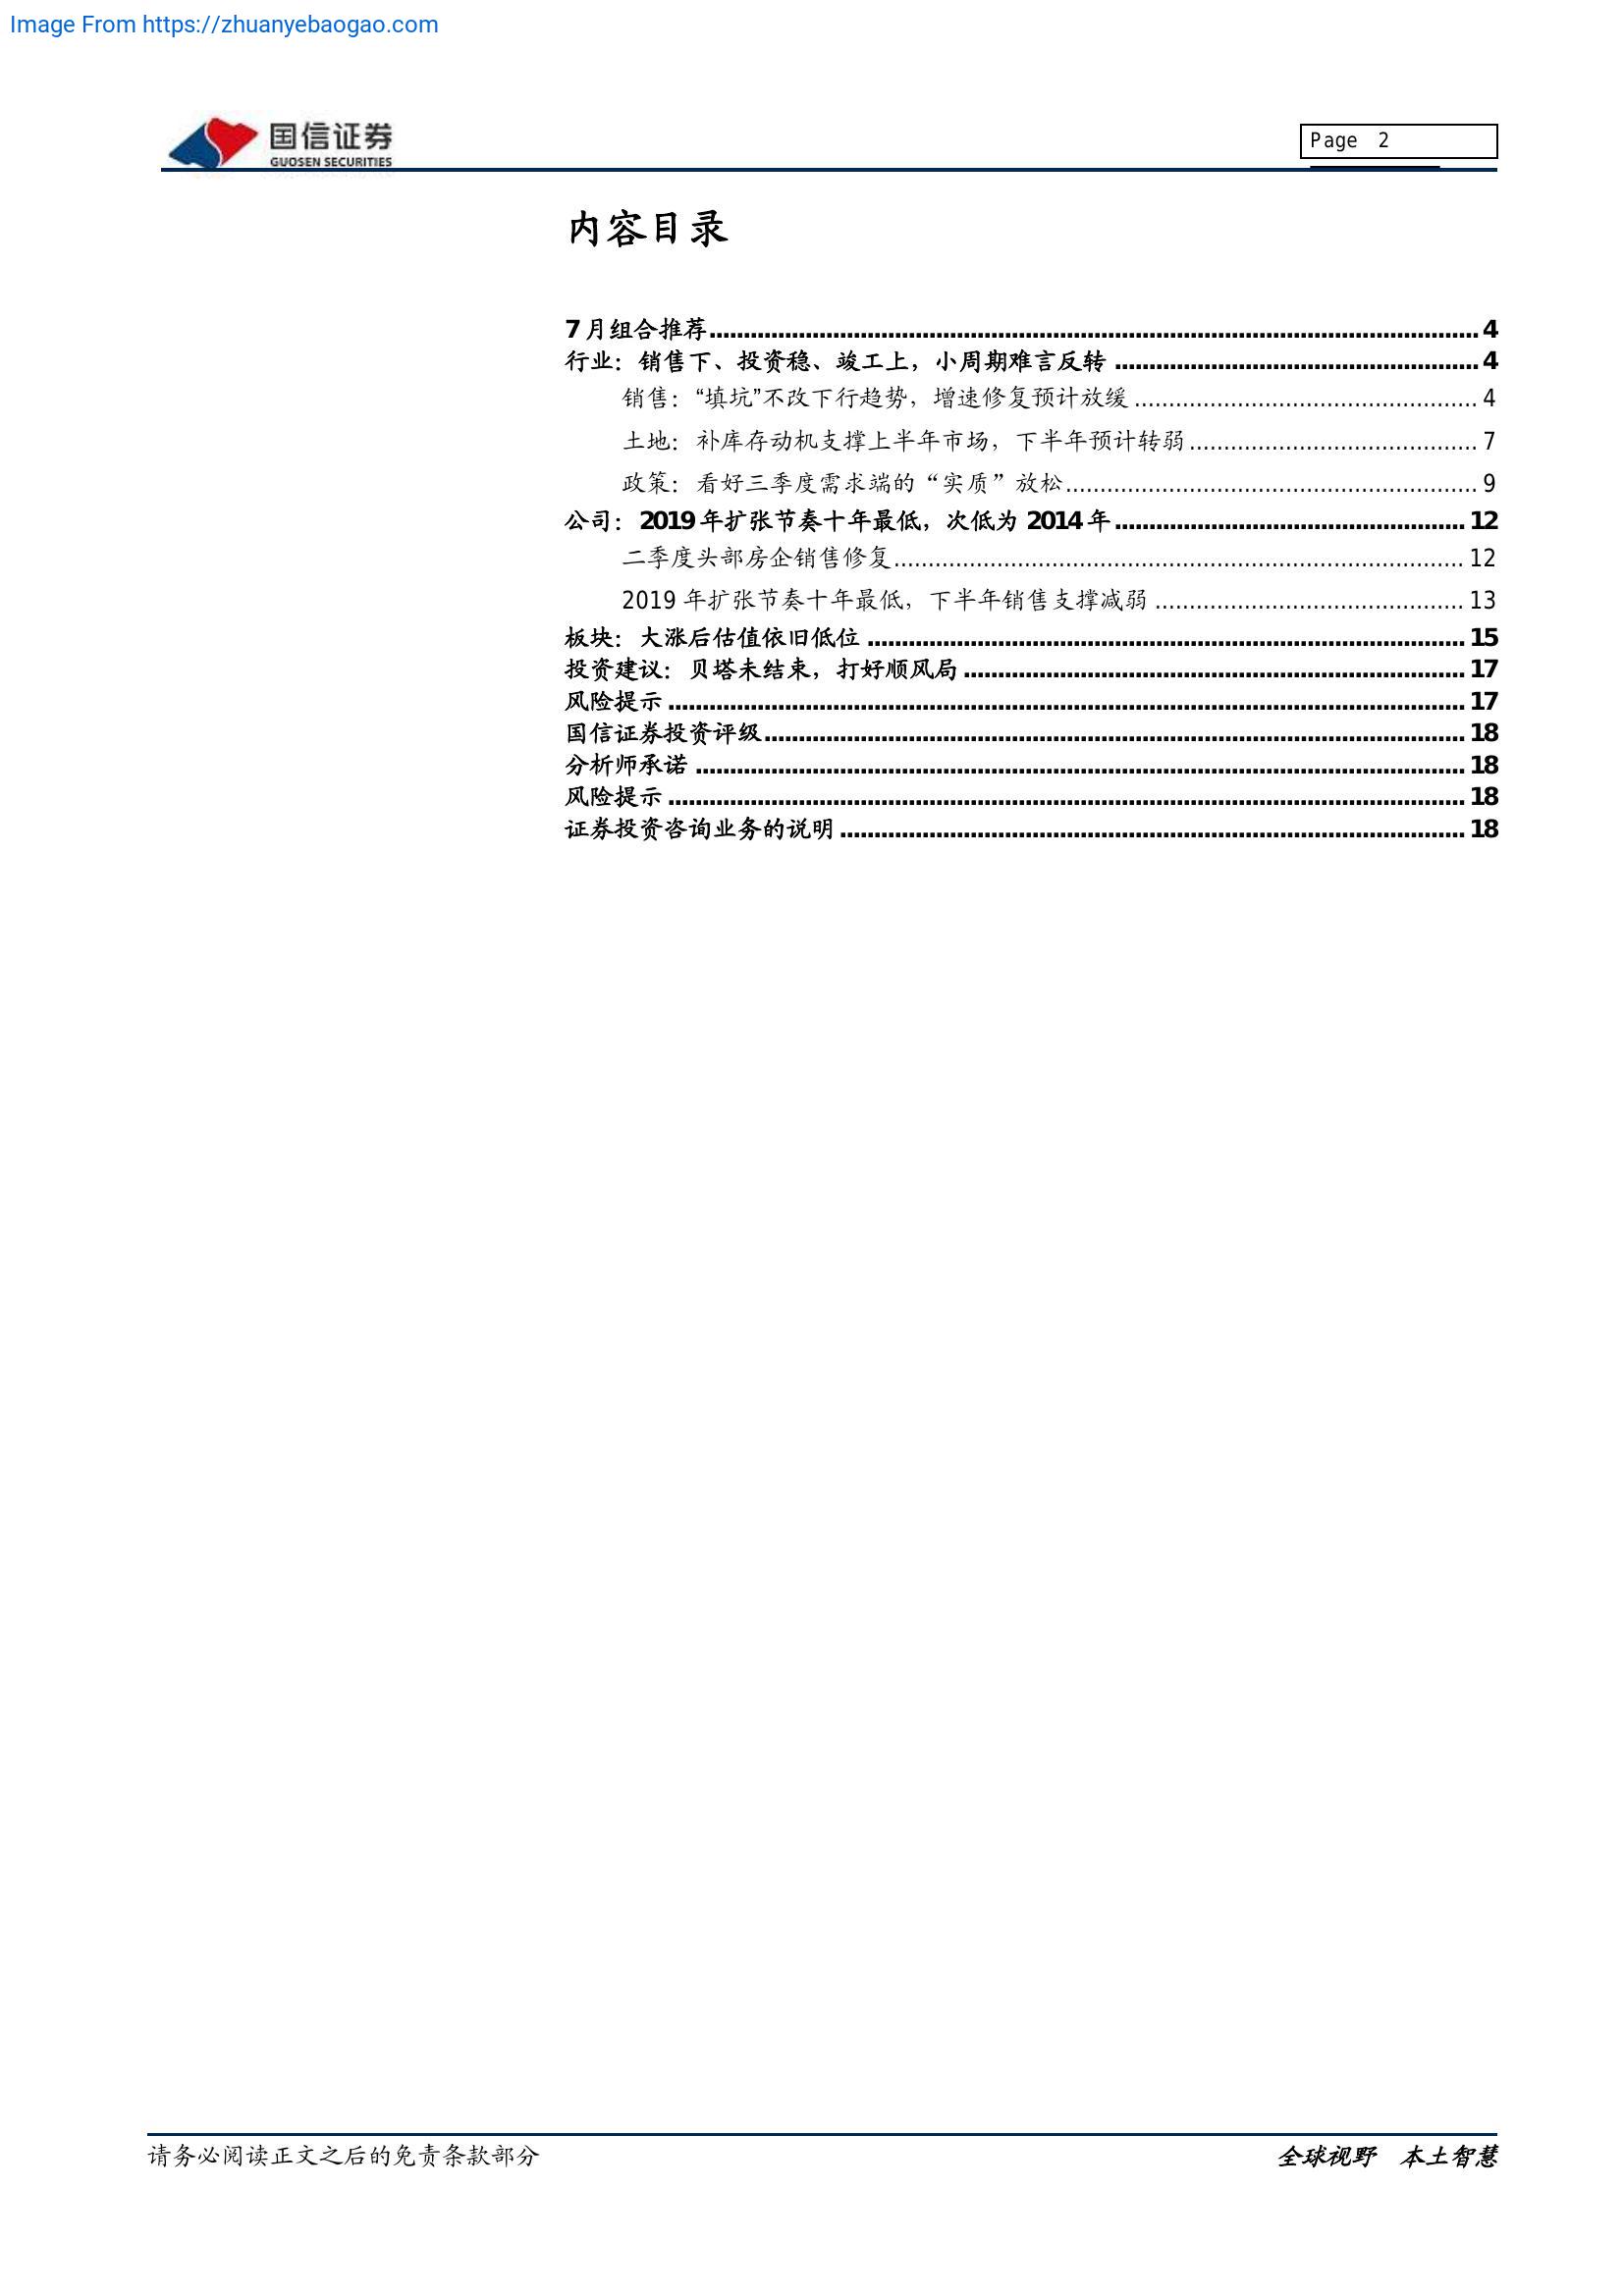 Image From https://zhuanyebaogao.com
国信证券
GUOSEN SECURITIES
Page 2
内容目录
7 月组合推荐 4
行业：销售下、投资稳、竣工上，小周期难言反转 4
销售：“填坑”不改下行趋势，增速修复预计放缓 4
土地：补库存动机支撑上半年市场，下半年预计转弱 7
政策：看好三季度需求端的“实质”放松 9
公司：2019 年扩张节奏十年最低，次低为 2014 年 12
二季度头部房企销售修复 12
2019 年扩张节奏十年最低，下半年销售支撑减弱 13
板块：大涨后估值依旧低位 15
投资建议：贝塔未结束，打好顺风局 17
风险提示 17
国信证券投资评级 18
分析师承诺 18
风险提示 18
证券投资咨询业务的说明 18
请务必阅读正文之后的免责条款部分
全球视野 本土智慧